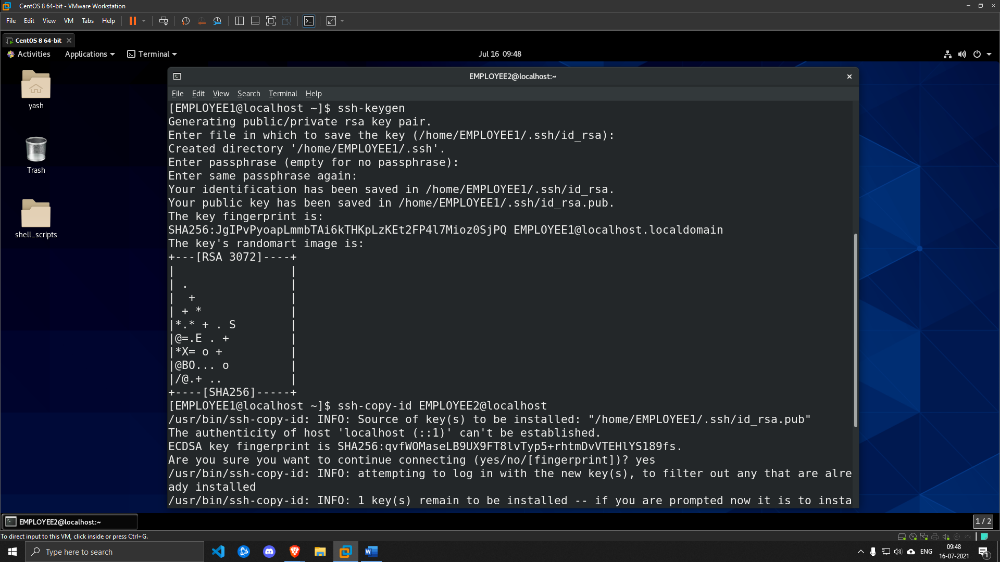 CentOS 8 64-bit - VMware Workstation
File Edit View VM Tabs Help
CentOS 8 64-bit
Activities Applications Terminal Jul 16 09:48
yash
Trash
shell_scripts
EMPLOYEE2@localhost:~
File Edit View Search Terminal Help
[EMPLOYEE1@localhost ~]$ ssh-keygen
Generating public/private rsa key pair.
Enter file in which to save the key (/home/EMPLOYEE1/.ssh/id_rsa):
Created directory '/home/EMPLOYEE1/.ssh'.
Enter passphrase (empty for no passphrase):
Enter same passphrase again:
Your identification has been saved in /home/EMPLOYEE1/.ssh/id_rsa.
Your public key has been saved in /home/EMPLOYEE1/.ssh/id_rsa.pub.
The key fingerprint is:
SHA256:JgIPvPyoapLmmbTAi6kTHKpLzKEt2FP4l7Mioz0SjPQ EMPLOYEE1@localhost.localdomain
The key's randomart image is:
+---[RSA 3072]----+
|                 |
| .               |
|  +              |
| + *             |
|*.* + . S        |
|@=.E . +         |
|*X= o +          |
|@BO... o         |
|/@.+ ..          |
+----[SHA256]-----+
[EMPLOYEE1@localhost ~]$ ssh-copy-id EMPLOYEE2@localhost
/usr/bin/ssh-copy-id: INFO: Source of key(s) to be installed: "/home/EMPLOYEE1/.ssh/id_rsa.pub"
The authenticity of host 'localhost (::1)' can't be established.
ECDSA key fingerprint is SHA256:qvfWOMaseLB9UX9FT8lvTyp5+rhtmDvVTEHlYS189fs.
Are you sure you want to continue connecting (yes/no/[fingerprint])? yes
/usr/bin/ssh-copy-id: INFO: attempting to log in with the new key(s), to filter out any that are alre
ady installed
/usr/bin/ssh-copy-id: INFO: 1 key(s) remain to be installed -- if you are prompted now it is to insta
EMPLOYEE2@localhost:~
1 / 2
To direct input to this VM, click inside or press Ctrl+G.
Type here to search
ENG
09:48
16-07-2021
1